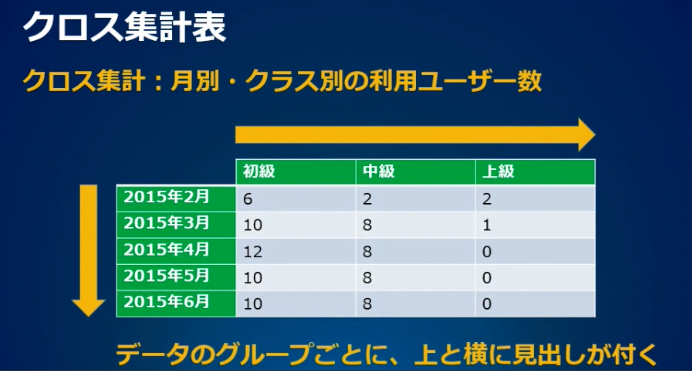 クロス集計表
クロス集計：月別・クラス別の利用ユーザー数
初級 中級 上級
2015年2月 6 2 2
2015年3月 10 8 1
2015年4月 12 8 0
2015年5月 10 8 0
2015年6月 10 8 0
データのグループごとに、上と横に見出しが付く